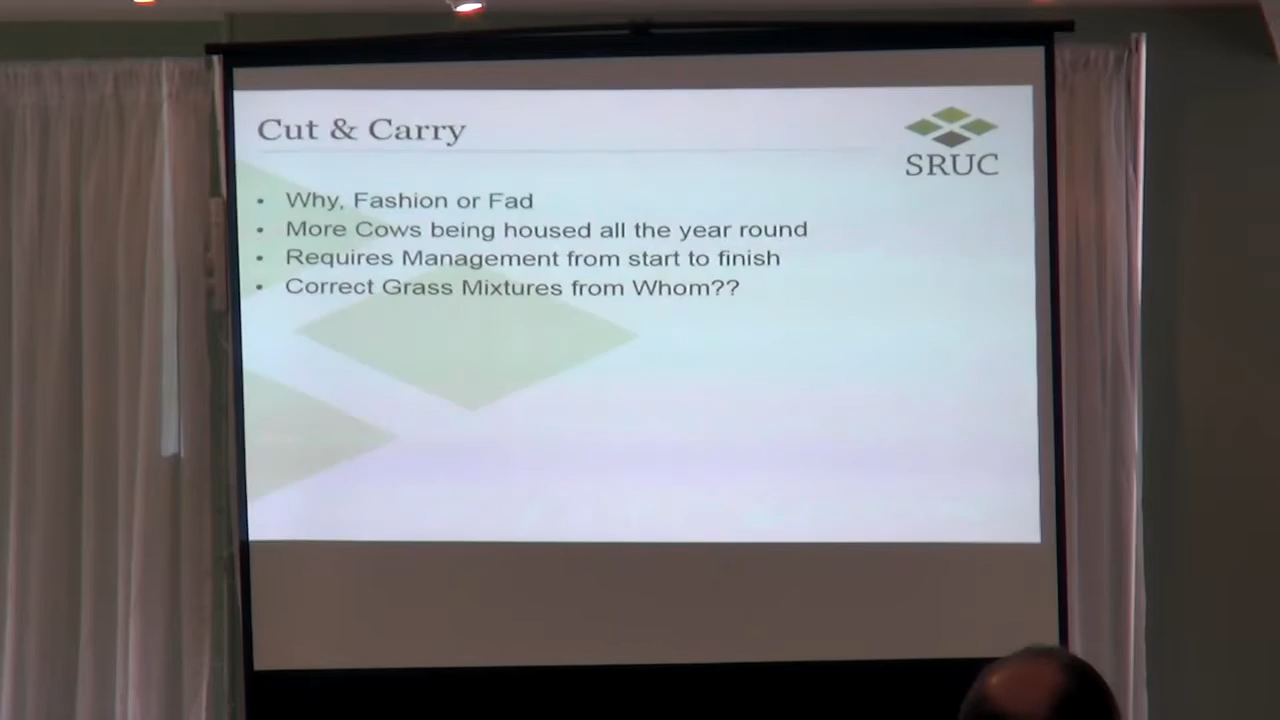 Cut & Carry
SRUC
• Why, Fashion or Fad
• More Cows being housed all the year round
• Requires Management from start to finish
• Correct Grass Mixtures from Whom??